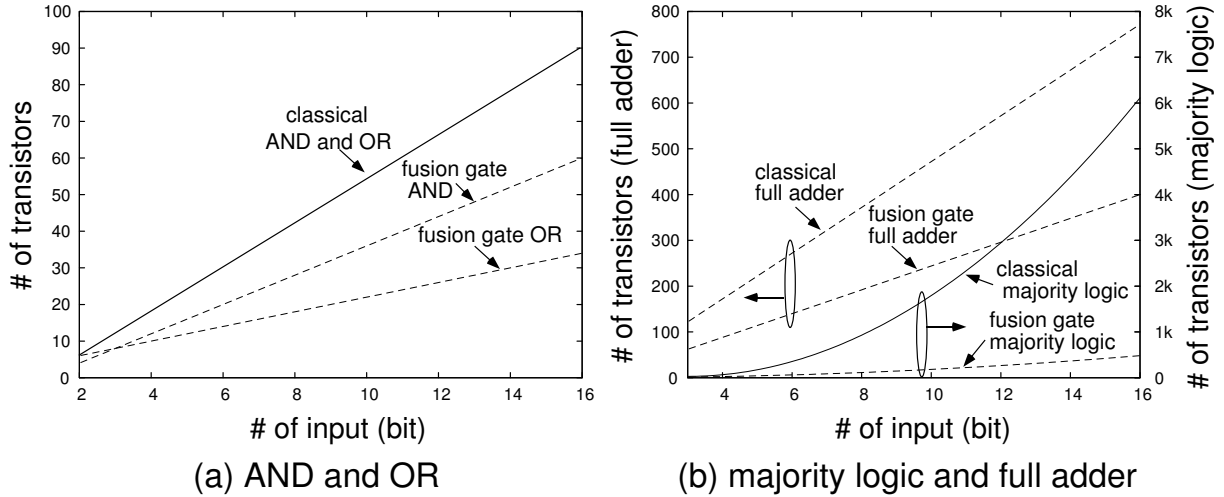 100
90
80
70
60
50
40
30
20
10
0
# of transistors
classical
AND and OR
fusion gate
AND
fusion gate OR
2 4 6 8 10 12 14 16
# of input (bit)
(a) AND and OR
800
700
600
500
400
300
200
100
0
# of transistors (full adder)
classical
full adder
fusion gate
full adder
classical
majority logic
fusion gate
majority logic
4 6 8 10 12 14 16
# of input (bit)
8k
7k
6k
5k
4k
3k
2k
1k
0
# of transistors (majority logic)
(b) majority logic and full adder